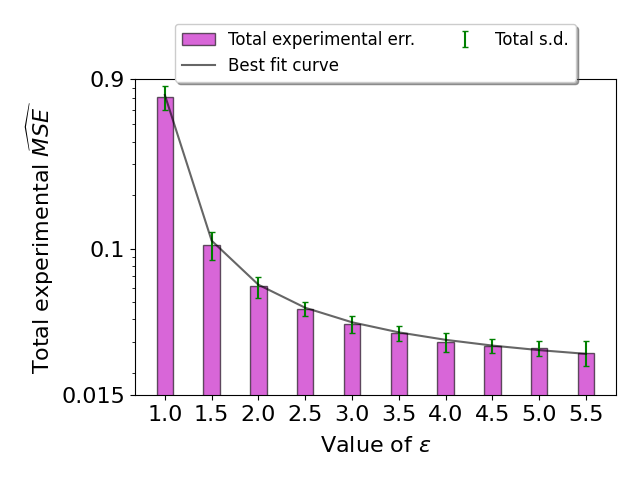 Total experimental err.
Total s.d.
Best fit curve
0.9
0.1
0.015
Total experimental $\widehat{MSE}$
1.0 1.5 2.0 2.5 3.0 3.5 4.0 4.5 5.0 5.5
Value of ε